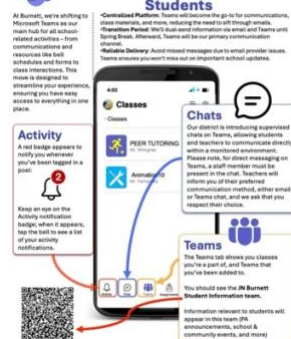 Students
At Burnett, we're shifting to
Microsoft Teams as our
main hub for all school-
related activities – from
communications and
resources like bell
schedules and forms to
class interactions. This
move is designed to
streamline your experience,
ensuring you have easy
access to everything in one
place.
•Centralized Platform: Teams will become the go-to for communications,
class materials, and more, reducing the need to sift through emails.
•Transition Period: We'll dual-send information via email and Teams until
Spring Break. Afterward, Teams will be our primary communication
channel.
•Reliable Delivery: Avoid missed messages due to email provider issues.
Teams ensures you won't miss out on important school updates.
4:02
Classes
Classes
PEER TUTORING
Animation 10
Activity
A red badge appears to
notify you whenever
you've been tagged in a
post:
2
Keep an eye on the
Activity notification
badge; when it appears,
tap the bell to see a list
of your activity
notifications.
Chats
Our district is introducing supervised
chats on Teams, allowing students
and teachers to communicate directly
within a monitored environment.
Please note, for direct messaging on
Teams, a staff member must be
present in the chat. Teachers will
inform you of their preferred
communication method, either email
or Teams chat, and we ask that you
respect their choice.
Teams
The Teams tab shows you classes
you're a part of, and Teams that
you've been added to.
You should see the JN Burnett
Student Information team.
Information relevant to students will
appear in this team (PA
announcements, school &
community events, and more)